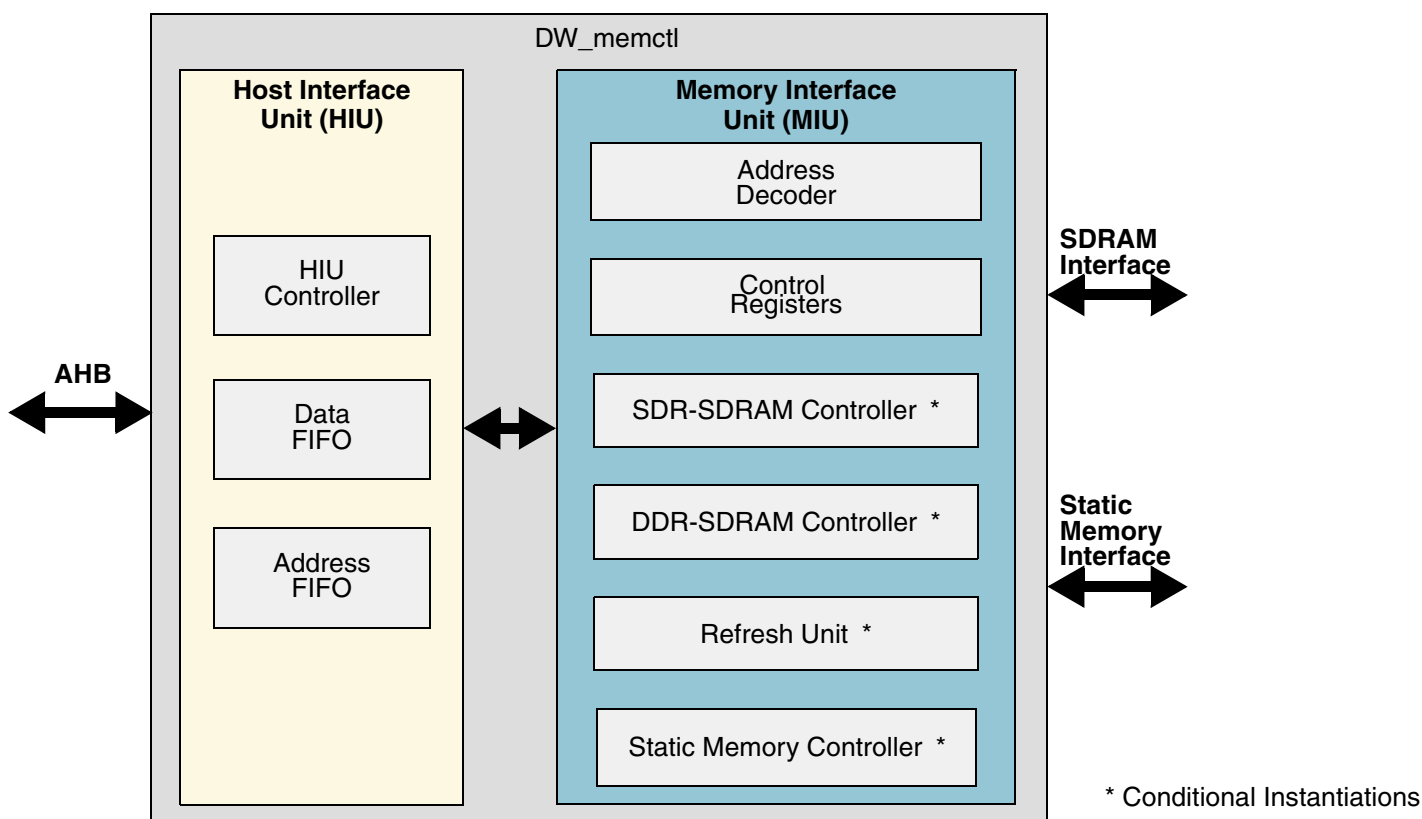 DW_memctl
Host Interface
Unit (HIU)
HIU
Controller
Data
FIFO
Address
FIFO
AHB
Memory Interface
Unit (MIU)
Address
Decoder
Control
Registers
SDR-SDRAM Controller *
DDR-SDRAM Controller *
Refresh Unit *
Static Memory Controller *
SDRAM
Interface
Static
Memory
Interface
* Conditional Instantiations